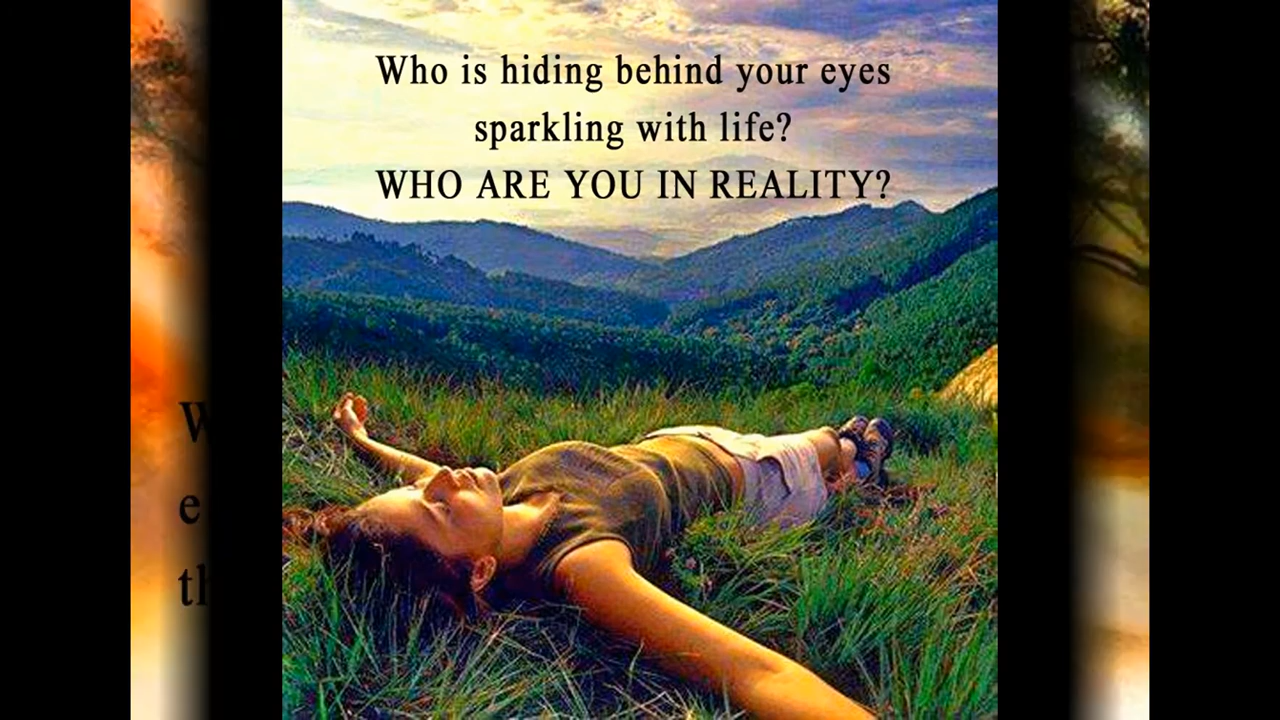 Who is hiding behind your eyes
sparkling with life?
WHO ARE YOU IN REALITY?